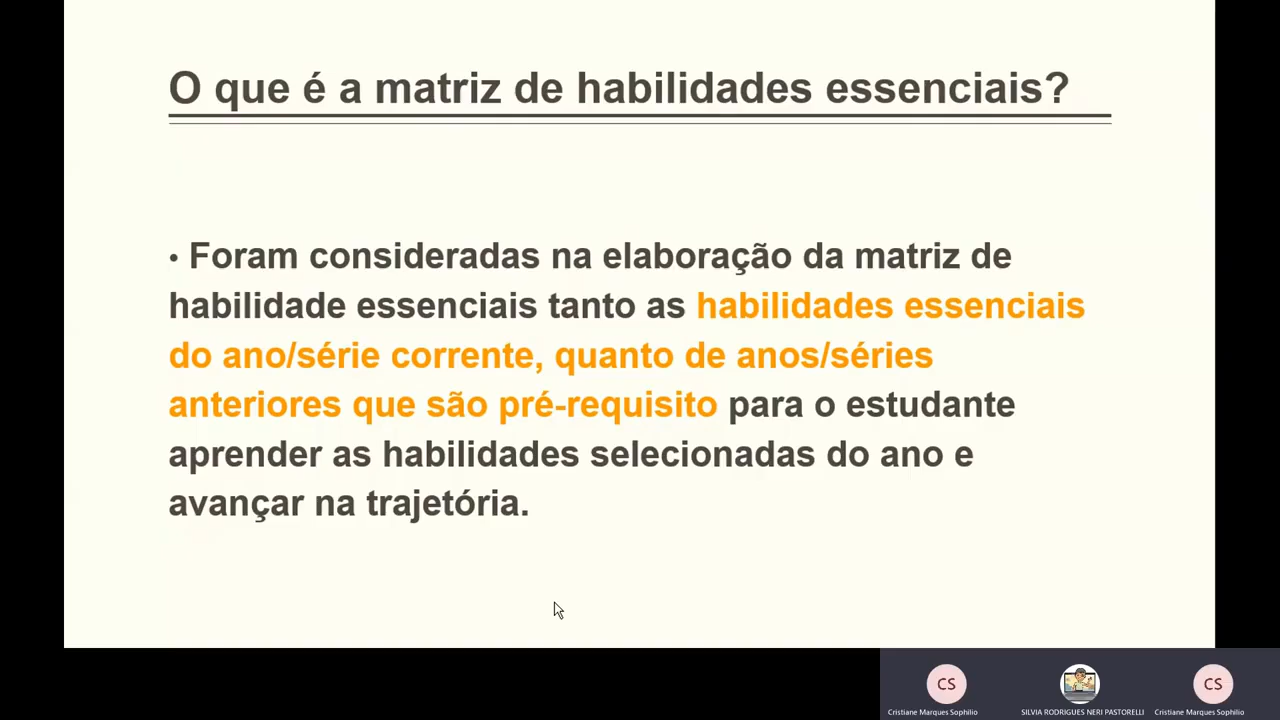 O que é a matriz de habilidades essenciais?
• Foram consideradas na elaboração da matriz de
habilidade essenciais tanto as habilidades essenciais
do ano/série corrente, quanto de anos/séries
anteriores que são pré-requisito para o estudante
aprender as habilidades selecionadas do ano e
avançar na trajetória.
CS
CS
Cristiane Marques Sophilio
SILVIA RODRIGUES NERI PASTORELLI
Cristiane Marques Sophilio